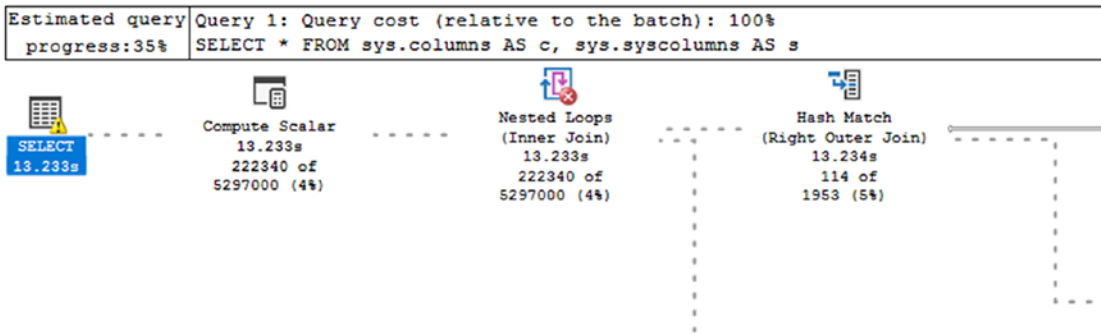 Estimated query
progress:35%
Query 1: Query cost (relative to the batch): 100%
SELECT * FROM sys.columns AS c, sys.syscolumns AS s
SELECT
13.233s
Compute Scalar
13.233s
222340 of
5297000 (4%)
Nested Loops
(Inner Join)
13.233s
222340 of
5297000 (4%)
Hash Match
(Right Outer Join)
13.234s
114 of
1953 (5%)